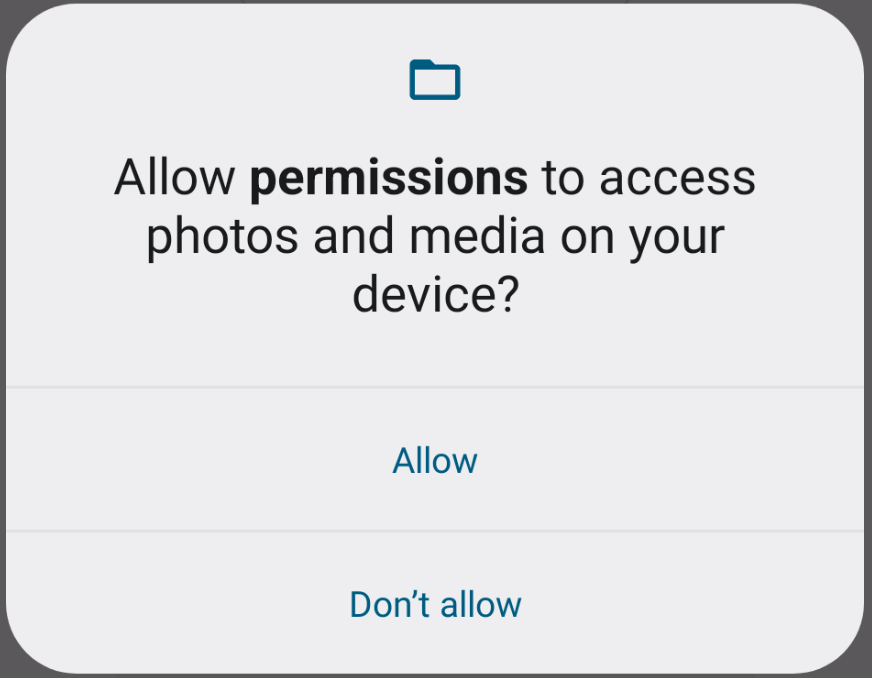 Allow permissions to access
photos and media on your
device?
Allow
Don’t allow